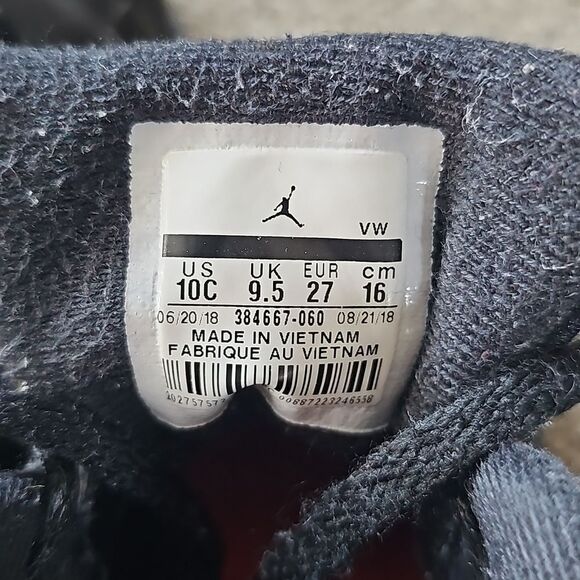 VW
US UK EUR cm
10C 9.5 27 16
06/20/18 384667-060 08/21/18
MADE IN VIETNAM
FABRIQUE AU VIETNAM